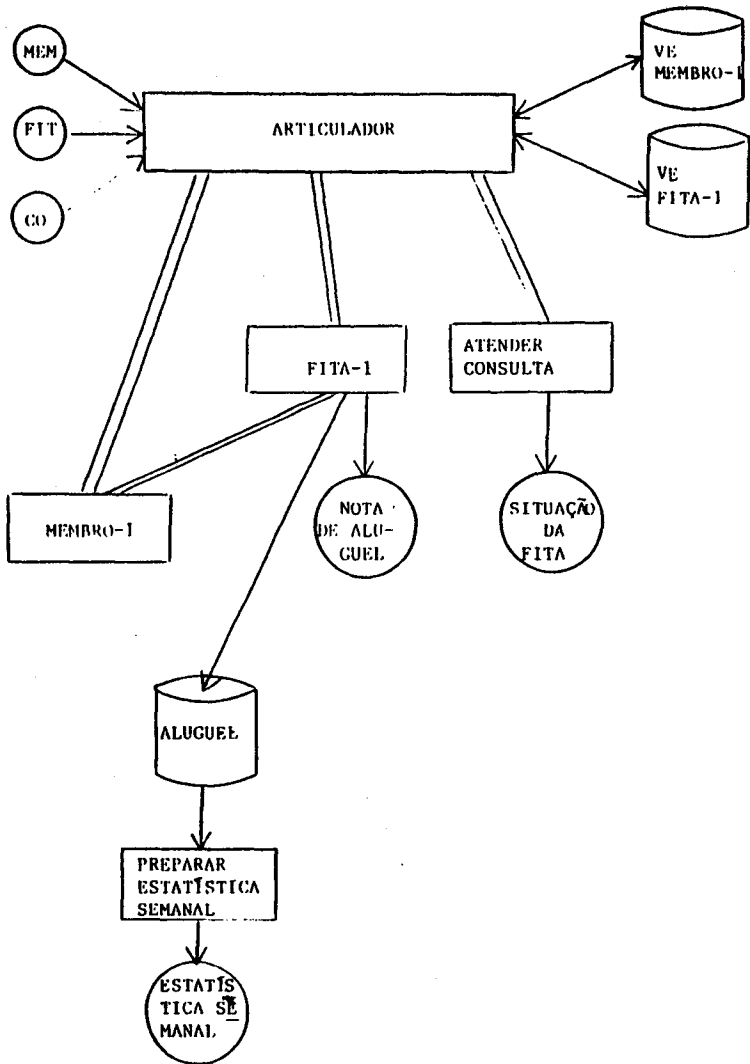 MEM
VE
MEMBRO-1
ARTICULADOR
FIT
VE
FITA-1
CO
FITA-1
ATENDER
CONSULTA
MEMBRO-1
NOTA
DE ALU-
GUEL
SITUAÇÃO
DA
FITA
ALUGUEL
PREPARAR
ESTATÍSTICA
SEMANAL
ESTATÍS
TICA SE
MANAL